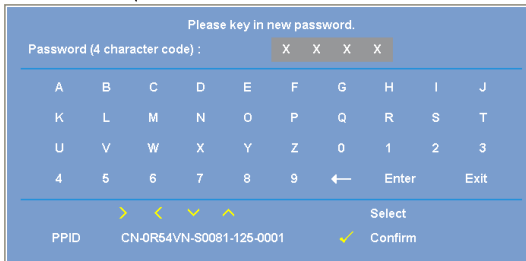 Please key in new password.
Password (4 character code) : X X X X
A B C D E F G H I J
K L M N O P Q R S T
U V W X Y Z 0 1 2 3
4 5 6 7 8 9 ← Enter Exit
> < ∨ ∧ Select
PPID CN-0R54VN-S0081-125-0001 ✓ Confirm